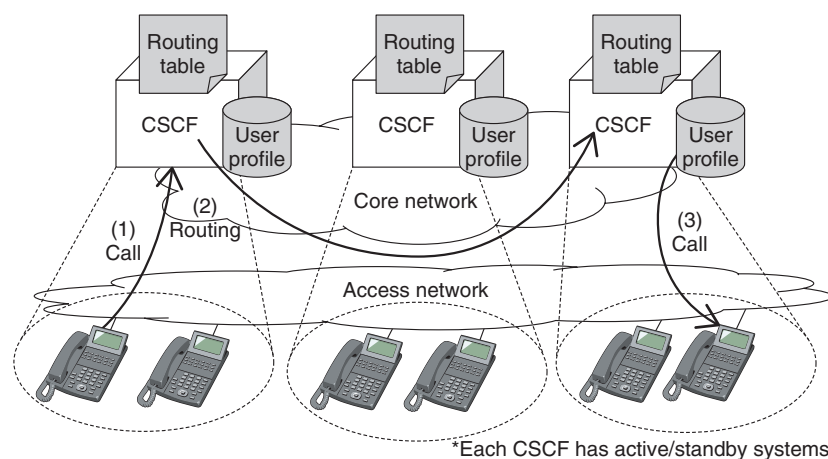 Routing
table
Routing
table
Routing
table
CSCF
User
profile
CSCF
User
profile
CSCF
User
profile
Core network
(1)
Call
(2)
Routing
(3)
Call
Access network
*Each CSCF has active/standby systems